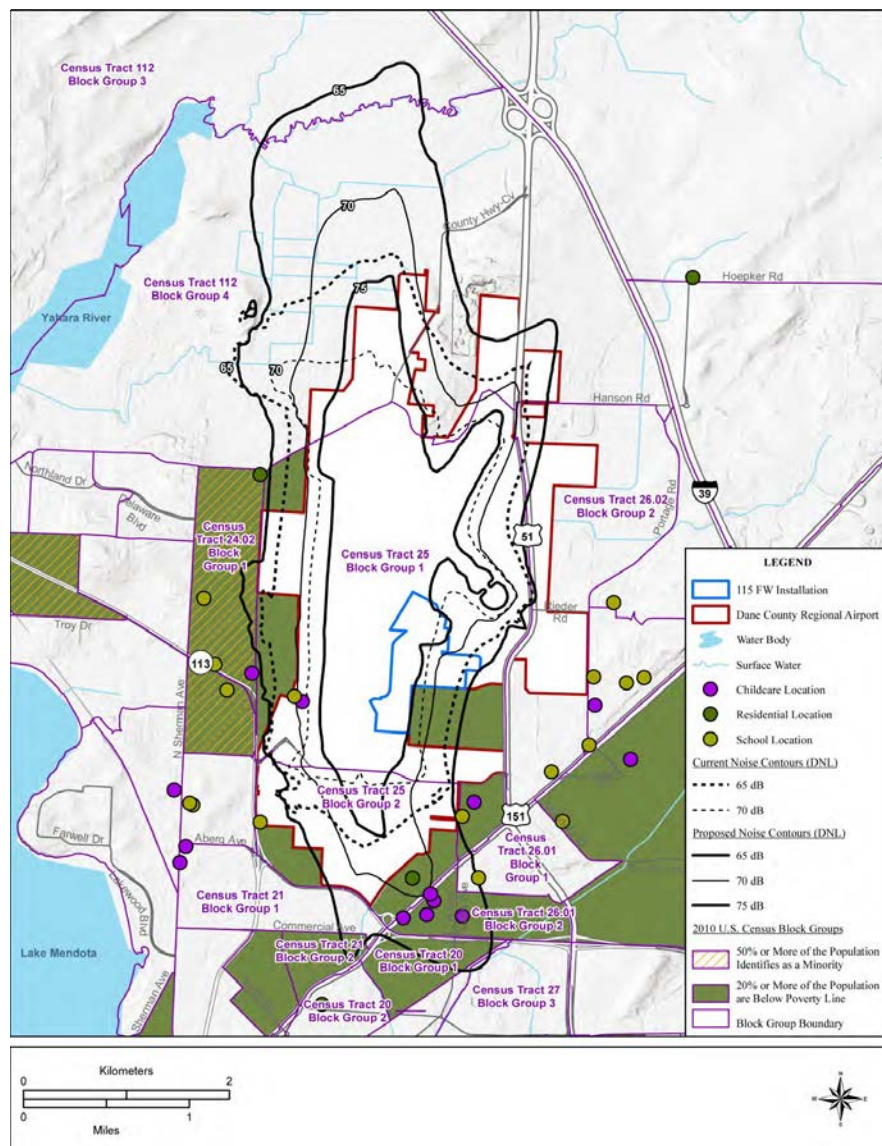 Census Tract 112
Block Group 3
65
70
County Hwy-Cv
Census Tract 112
Block Group 4
75
Hoepker Rd
Yahara River
65
70
Hanson Rd
Northland Dr
Delaware
Blvd
Census
Tract 24.02
Block
Group 1
Census Tract 26.02
Block Group 2
Portage Rd
39
51
Census Tract 25
Block Group 1
Rieder
Rd
Troy Dr
113
N Sherman Ave
Census Tract 25
Block Group 2
151
Farwell Dr
Aberg Ave
Census
Tract 26.01
Block
Group 1
Lakewood Blvd
Census Tract 21
Block Group 1
Commercial Ave
Census Tract 26.01
Block Group 2
Census Tract 21
Block Group 2
Census Tract 20
Block Group 1
Lake Mendota
Sherman Ave
Census Tract 20
Block Group 2
Census Tract 27
Block Group 3
LEGEND
115 FW Installation
Dane County Regional Airport
Water Body
Surface Water
Childcare Location
Residential Location
School Location
Current Noise Contours (DNL)
65 dB
70 dB
Proposed Noise Contours (DNL)
65 dB
70 dB
75 dB
2010 U.S. Census Block Groups
50% or More of the Population
Identifies as a Minority
20% or More of the Population
are Below Poverty Line
Block Group Boundary
Kilometers
0 2
0 1
Miles
N
W E
S